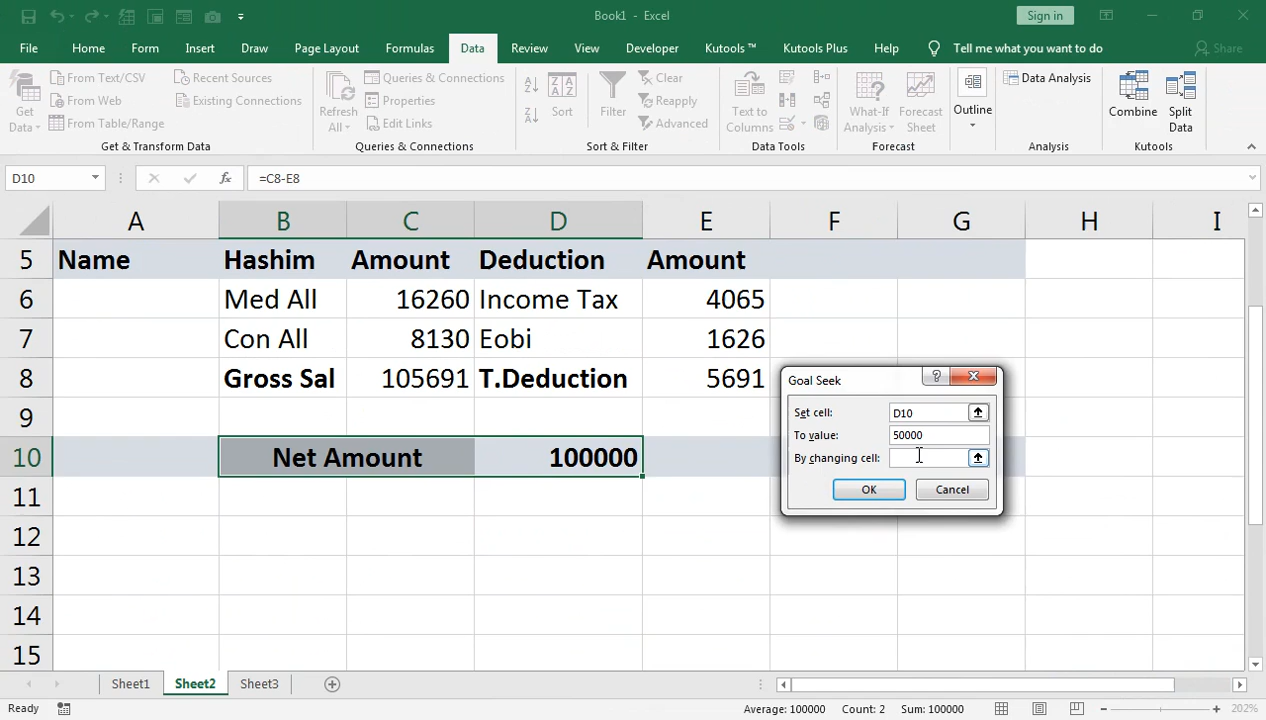 Book1 - Excel
Sign in
File Home Form Insert Draw Page Layout Formulas Data Review View Developer Kutools ™ Kutools Plus Help Tell me what you want to do Share
Get Data
From Text/CSV
From Web
From Table/Range
Recent Sources
Existing Connections
Get & Transform Data
Refresh All
Queries & Connections
Properties
Edit Links
Queries & Connections
Sort
Filter
Clear
Reapply
Advanced
Sort & Filter
Text to Columns
Data Tools
What-If Analysis
Forecast Sheet
Forecast
Outline
Data Analysis
Analysis
Combine
Split Data
Kutools
D10 fx =C8-E8
A B C D E F G H I
5 Name Hashim Amount Deduction Amount
6 Med All 16260 Income Tax 4065
7 Con All 8130 Eobi 1626
8 Gross Sal 105691 T.Deduction 5691
9
10 Net Amount 100000
11
12
13
14
15
Goal Seek
Set cell: D10
To value: 50000
By changing cell:
OK Cancel
Sheet1 Sheet2 Sheet3
Ready Average: 100000 Count: 2 Sum: 100000 202%